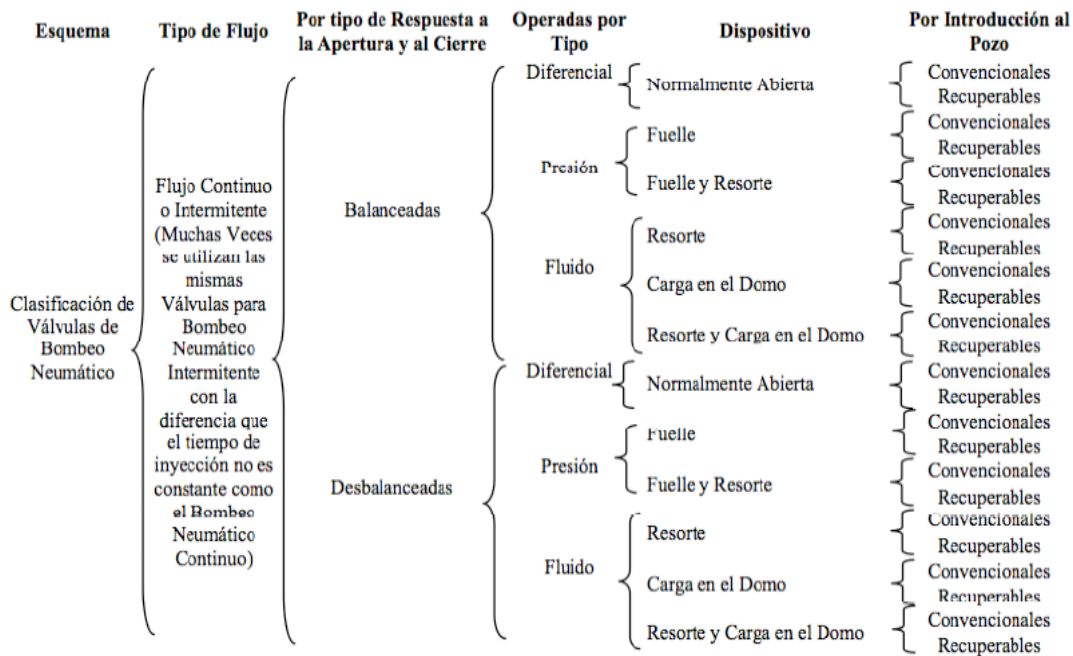 Esquema
Tipo de Flujo
Por tipo de Respuesta a
la Apertura y al Cierre
Operadas por
Tipo
Dispositivo
Por Introducción al
Pozo
Clasificación de
Válvulas de
Bombeo
Neumático
Flujo Continuo
o Intermitente
(Muchas Veces
se utilizan las
mismas
Válvulas para
Bombeo
Neumático
Intermitente
con la
diferencia que
el tiempo de
inyección no es
constante como
el Bombeo
Neumático
Continuo)
Balanceadas
Diferencial
Normalmente Abierta
Convencionales
Recuperables
Presión
Fuelle
Convencionales
Recuperables
Fuelle y Resorte
Convencionales
Recuperables
Fluido
Resorte
Convencionales
Recuperables
Carga en el Domo
Convencionales
Recuperables
Resorte y Carga en el Domo
Convencionales
Recuperables
Desbalanceadas
Diferencial
Normalmente Abierta
Convencionales
Recuperables
Presión
Fuelle
Convencionales
Recuperables
Fuelle y Resorte
Convencionales
Recuperables
Fluido
Resorte
Convencionales
Recuperables
Carga en el Domo
Convencionales
Recuperables
Resorte y Carga en el Domo
Convencionales
Recuperables